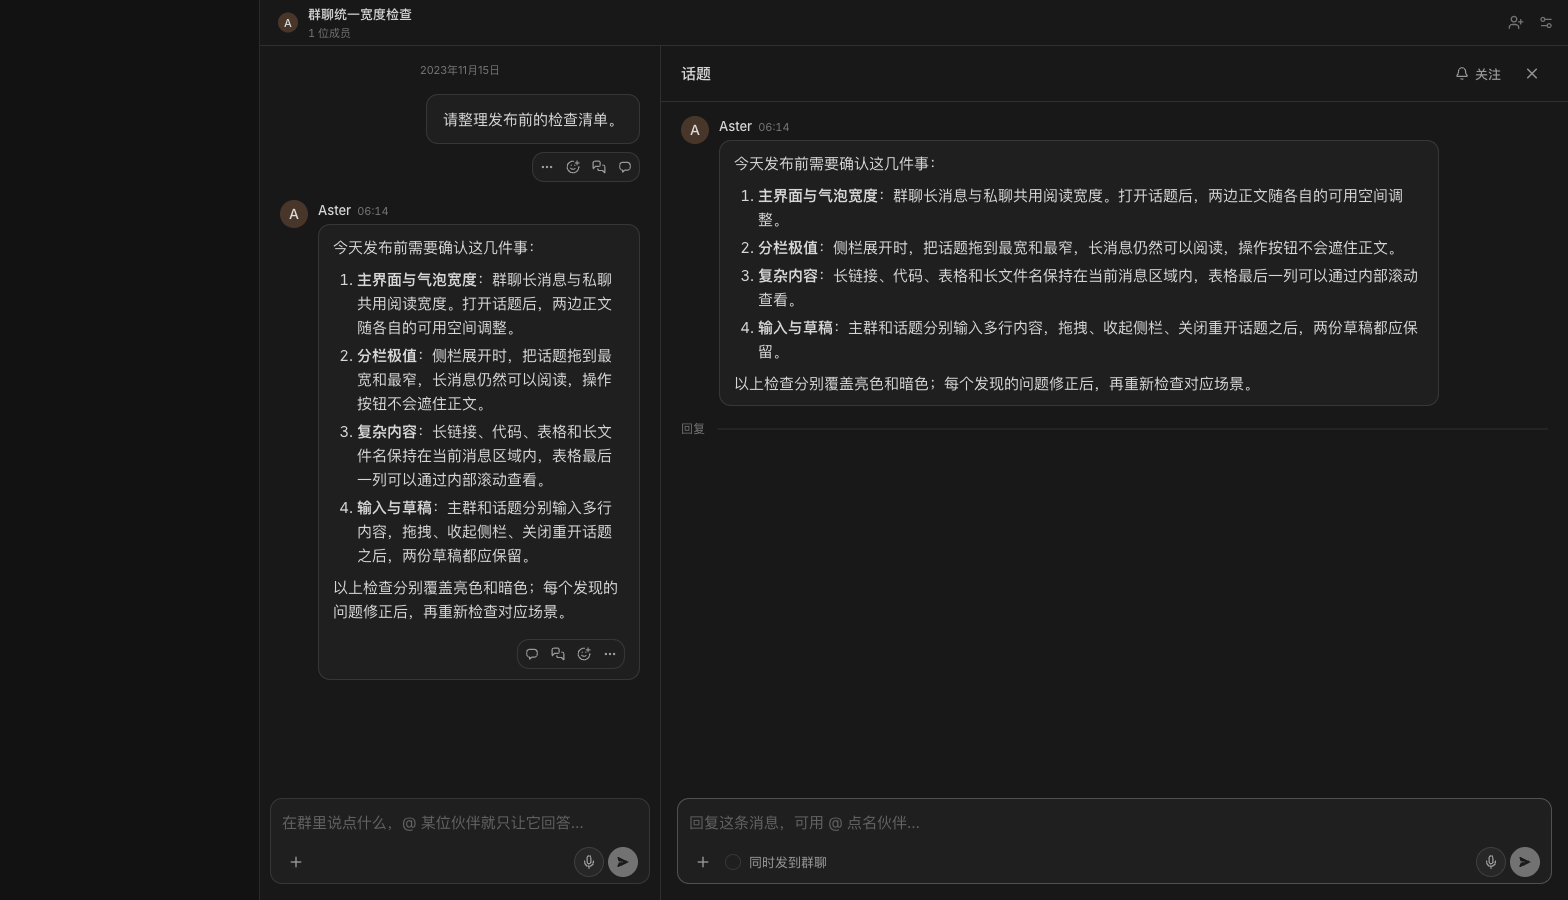 A
群聊统一宽度检查
1 位成员
2023年11月15日
请整理发布前的检查清单。
A
Aster 06:14
今天发布前需要确认这几件事：
1. 主界面与气泡宽度：群聊长消息与私聊
共用阅读宽度。打开话题后，两边正文
随各自的可用空间调整。
2. 分栏极值：侧栏展开时，把话题拖到最
宽和最窄，长消息仍然可以阅读，操作
按钮不会遮住正文。
3. 复杂内容：长链接、代码、表格和长文
件名保持在当前消息区域内，表格最后
一列可以通过内部滚动查看。
4. 输入与草稿：主群和话题分别输入多行
内容，拖拽、收起侧栏、关闭重开话题
之后，两份草稿都应保留。
以上检查分别覆盖亮色和暗色；每个发现的
问题修正后，再重新检查对应场景。
在群里说点什么，@ 某位伙伴就只让它回答...
话题
关注
A
Aster 06:14
今天发布前需要确认这几件事：
1. 主界面与气泡宽度：群聊长消息与私聊共用阅读宽度。打开话题后，两边正文随各自的可用空间调
整。
2. 分栏极值：侧栏展开时，把话题拖到最宽和最窄，长消息仍然可以阅读，操作按钮不会遮住正文。
3. 复杂内容：长链接、代码、表格和长文件名保持在当前消息区域内，表格最后一列可以通过内部滚动
查看。
4. 输入与草稿：主群和话题分别输入多行内容，拖拽、收起侧栏、关闭重开话题之后，两份草稿都应保
留。
以上检查分别覆盖亮色和暗色；每个发现的问题修正后，再重新检查对应场景。
回复
回复这条消息，可用 @ 点名伙伴...
同时发到群聊